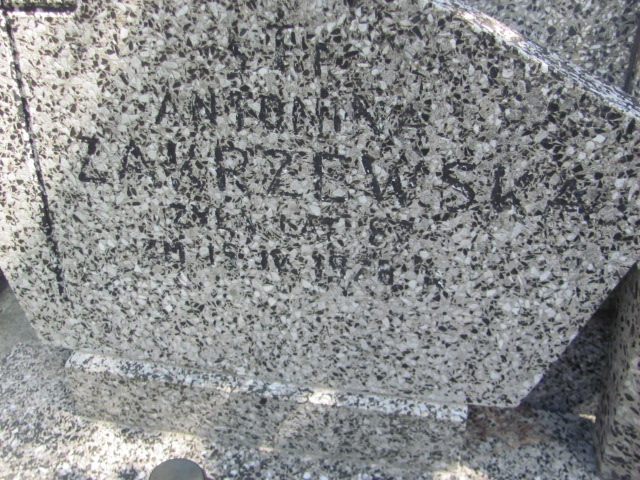 Ś P
ANTONINA
ZAKRZEWSKA
ŻYŁA LAT
ZM 15 IV 19